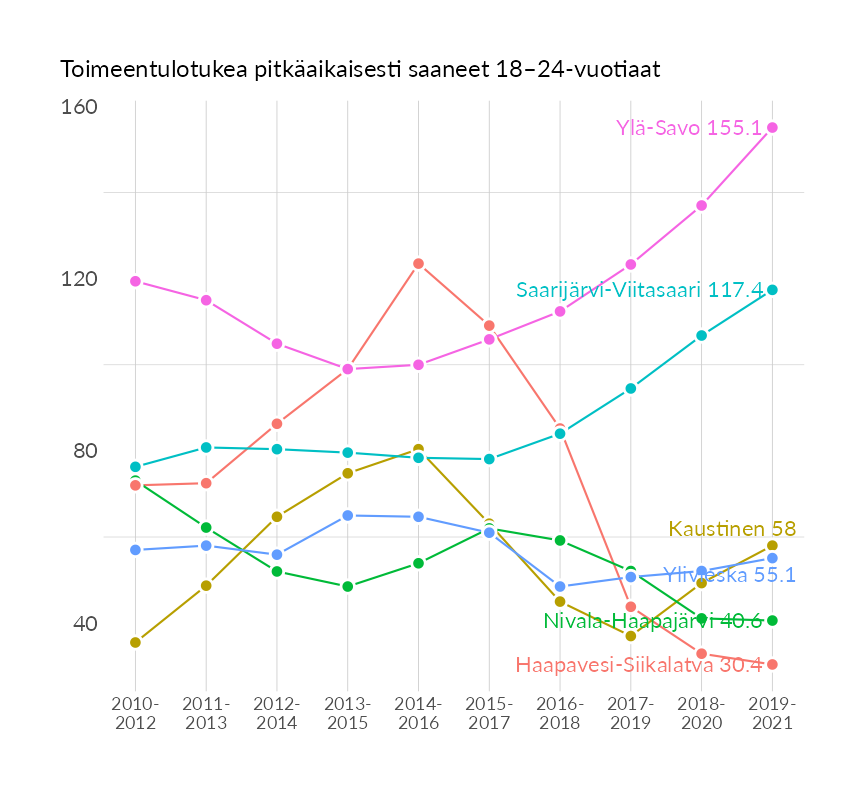 Toimeentulotukea pitkäaikaisesti saaneet 18–24-vuotiaat
160
Ylä-Savo 155.1
120
Saarijärvi-Viitasaari 117.4
80
Kaustinen 58
Ylivieska 55.1
40
Nivala-Haapajärvi 40.6
Haapavesi-Siikalatva 30.4
2010- 2011- 2012- 2013- 2014- 2015- 2016- 2017- 2018- 2019-
2012 2013 2014 2015 2016 2017 2018 2019 2020 2021